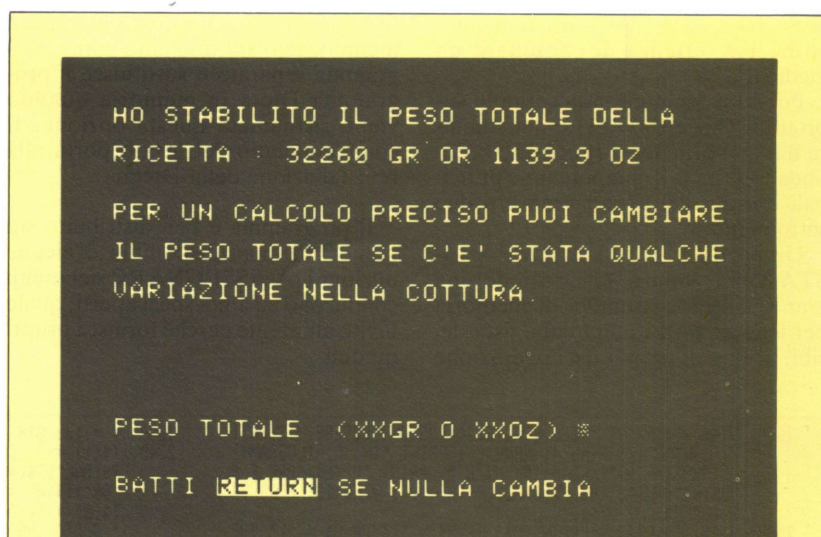 HO STABILITO IL PESO TOTALE DELLA
RICETTA : 32260 GR OR 1139.9 OZ
PER UN CALCOLO PRECISO PUOI CAMBIARE
IL PESO TOTALE SE C'E' STATA QUALCHE
VARIAZIONE NELLA COTTURA.
PESO TOTALE (XXGR O XXOZ)
BATTI RETURN SE NULLA CAMBIA